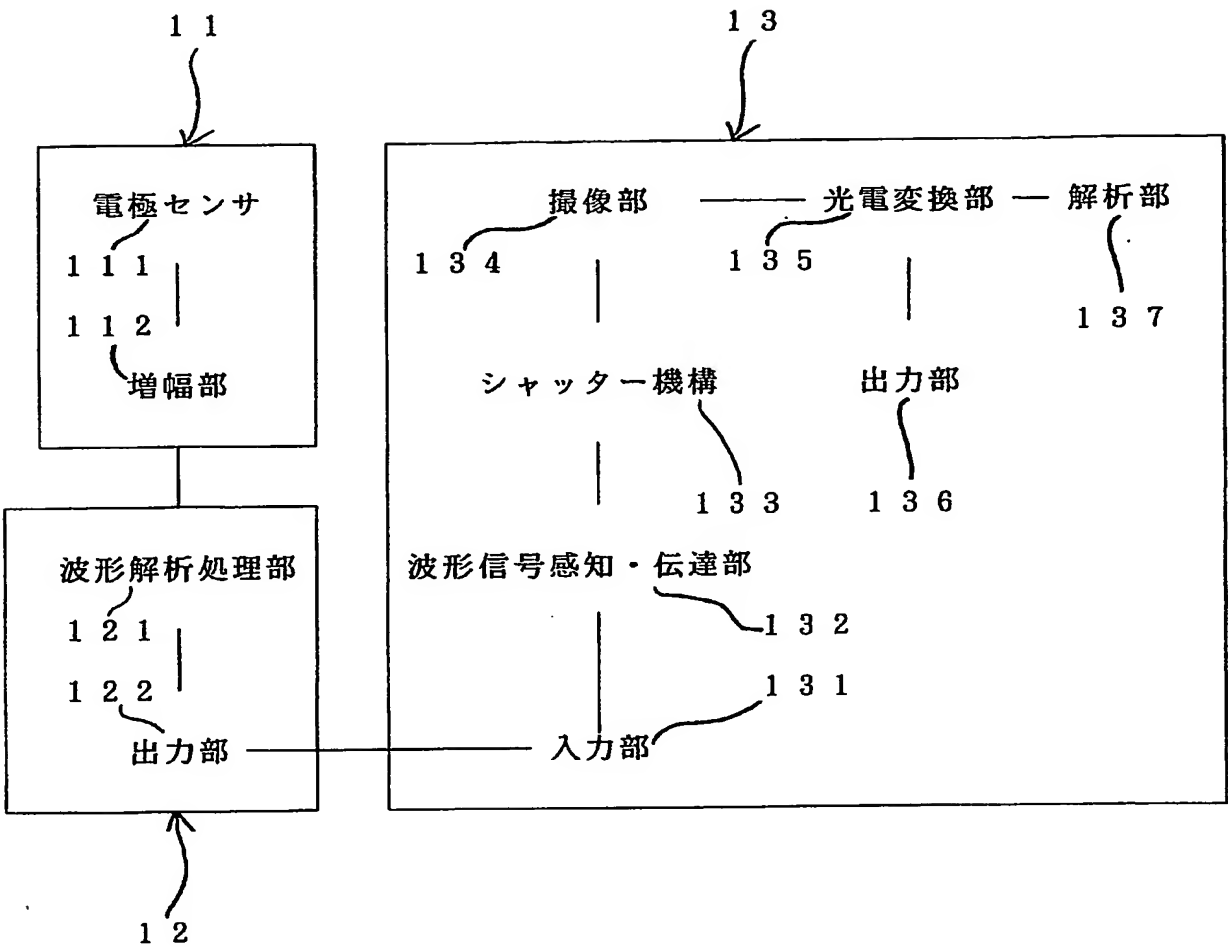 １１
１３
電極センサ
１１１
１１２
増幅部
撮像部
光電変換部
解析部
１３４
１３５
１３７
シャッター機構
出力部
１３３
１３６
波形解析処理部
１２１
１２２
出力部
波形信号感知・伝達部
１３２
１３１
入力部
１２